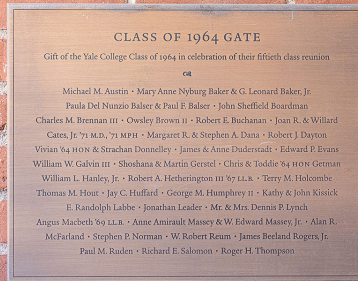 CLASS OF 1964 GATE
Gift of the Yale College Class of 1964 in celebration of their fiftieth class reunion
Michael M. Austin · Mary Anne Nyburg Baker & G. Leonard Baker, Jr.
Paula Del Nunzio Balser & Paul F. Balser · John Sheffield Boardman
Charles M. Brennan III · Owsley Brown II · Robert E. Buchanan · Joan R. & Willard
Cates, Jr. '71 M.D., '71 MPH · Margaret R. & Stephen A. Dana · Robert J. Dayton
Vivian '64 HON & Strachan Donnelley · James & Anne Duderstadt · Edward P. Evans
William W. Galvin III · Shoshana & Martin Gerstel · Chris & Toddie '64 HON Getman
William L. Hanley, Jr. · Robert A. Hetherington III '67 LL.B. · Terry M. Holcombe
Thomas M. Hout · Jay C. Huffard · George M. Humphrey II · Kathy & John Kissick
E. Randolph Labbe · Jonathan Leader · Mr. & Mrs. Dennis P. Lynch
Angus Macbeth '60 LL.B. · Anne Amirault Massey & W. Edward Massey, Jr. · Alan R.
McFarland · Stephen P. Norman · W. Robert Reum · James Beeland Rogers, Jr.
Paul M. Ruden · Richard E. Salomon · Roger H. Thompson